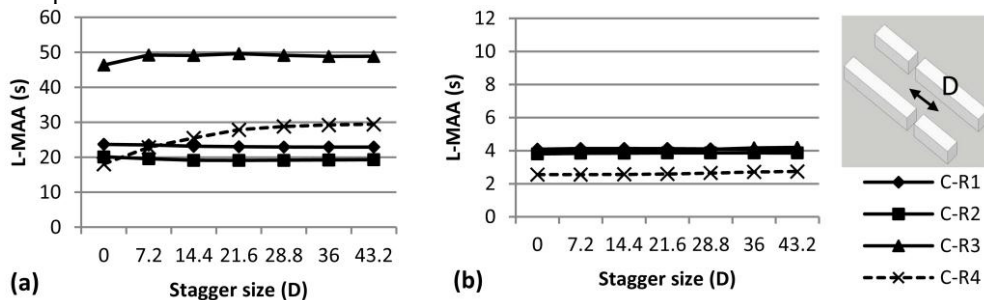 60
50
40
30
20
10
0
L-MAA (s)
0 7.2 14.4 21.6 28.8 36 43.2
(a) Stagger size (D)
12
10
8
6
4
2
0
L-MAA (s)
0 7.2 14.4 21.6 28.8 36 43.2
(b) Stagger size (D)
D
C-R1
C-R2
C-R3
C-R4